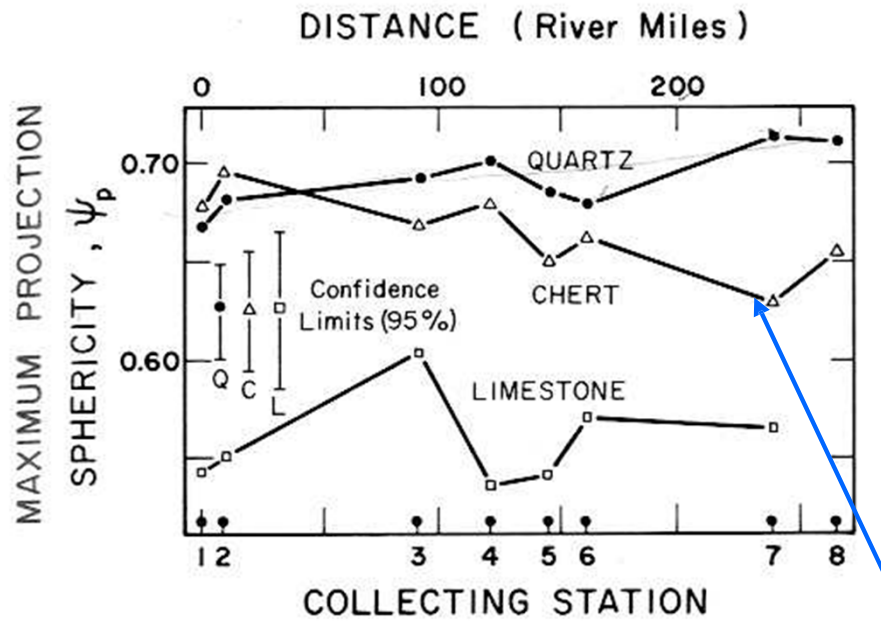 DISTANCE (River Miles)
0 100 200
MAXIMUM PROJECTION
SPHERICITY, Ψp
0.70
0.60
QUARTZ
CHERT
Confidence
Limits (95%)
Q C L
LIMESTONE
1 2 3 4 5 6 7 8
COLLECTING STATION